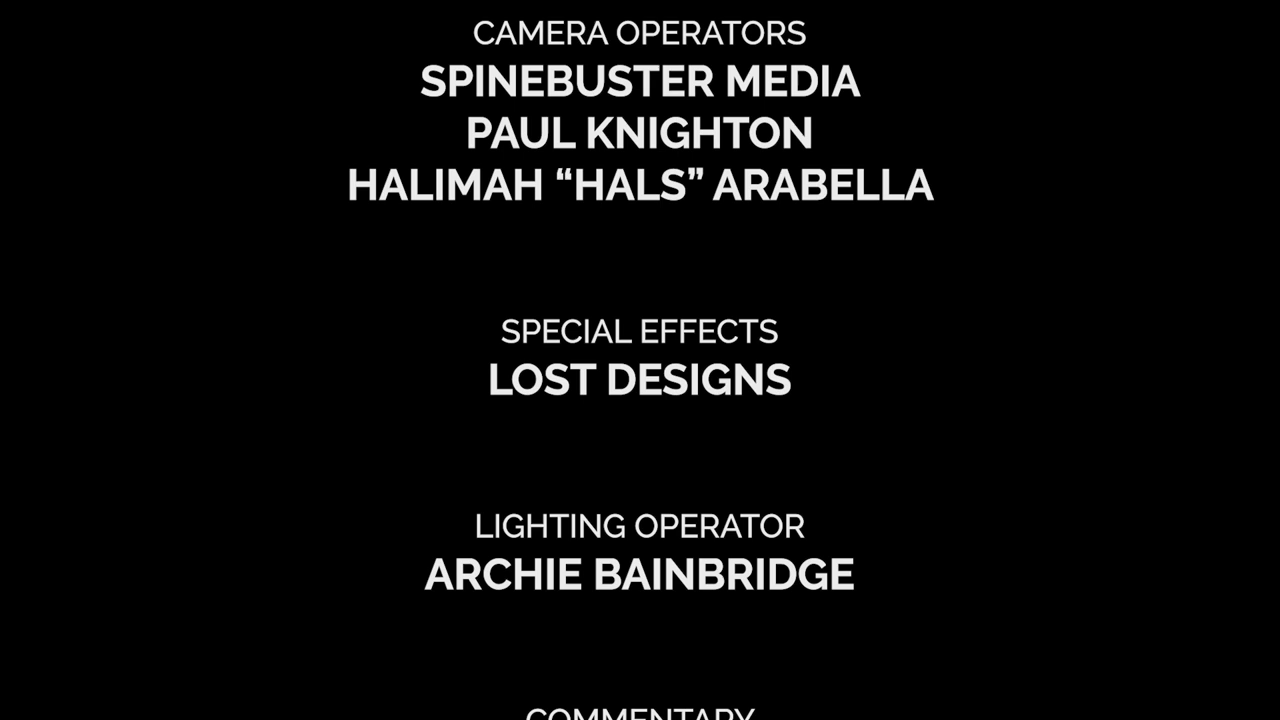 CAMERA OPERATORS
SPINEBUSTER MEDIA
PAUL KNIGHTON
HALIMAH “HALS” ARABELLA
SPECIAL EFFECTS
LOST DESIGNS
LIGHTING OPERATOR
ARCHIE BAINBRIDGE
COMMENTARY